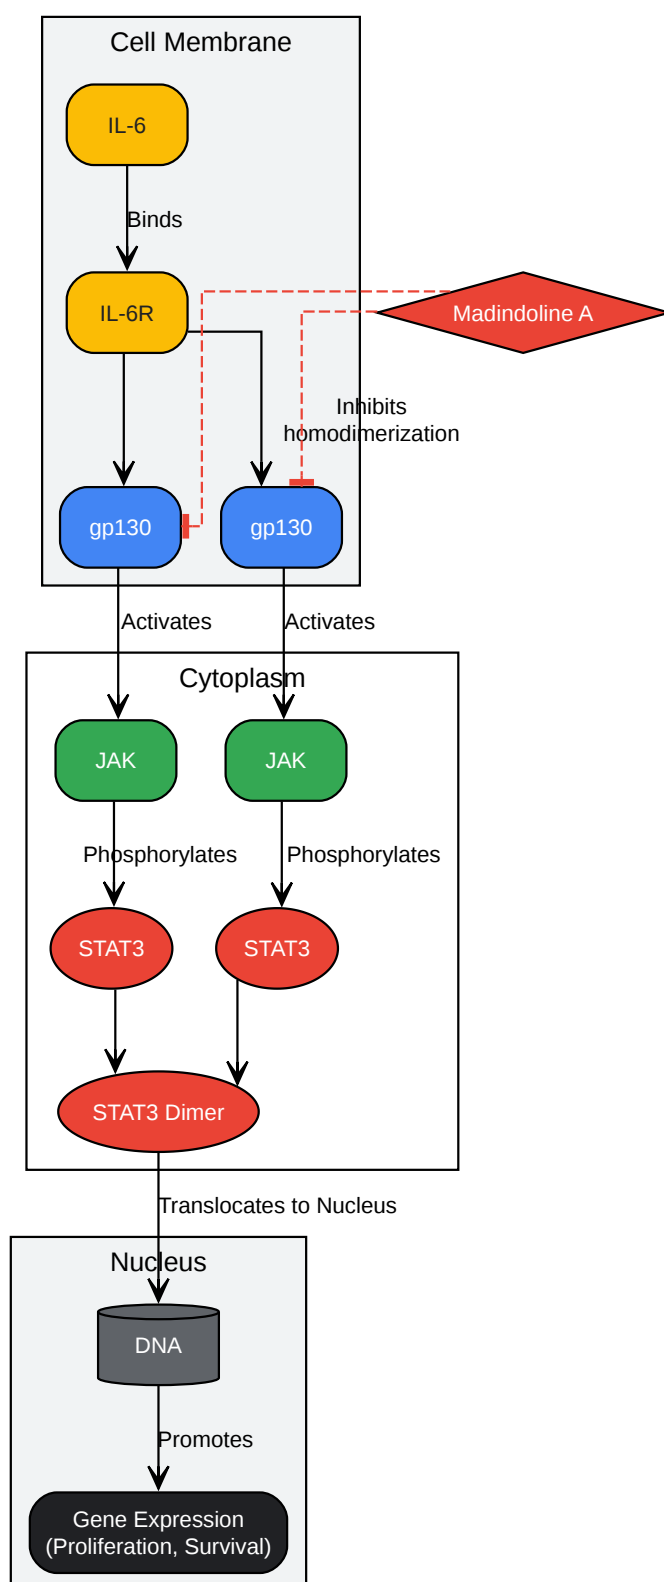 Cell Membrane
IL-6
Binds
IL-6R
Madindoline A
Inhibits
homodimerization
gp130
gp130
Activates
Activates
Cytoplasm
JAK
JAK
Phosphorylates
Phosphorylates
STAT3
STAT3
STAT3 Dimer
Translocates to Nucleus
Nucleus
DNA
Promotes
Gene Expression
(Proliferation, Survival)